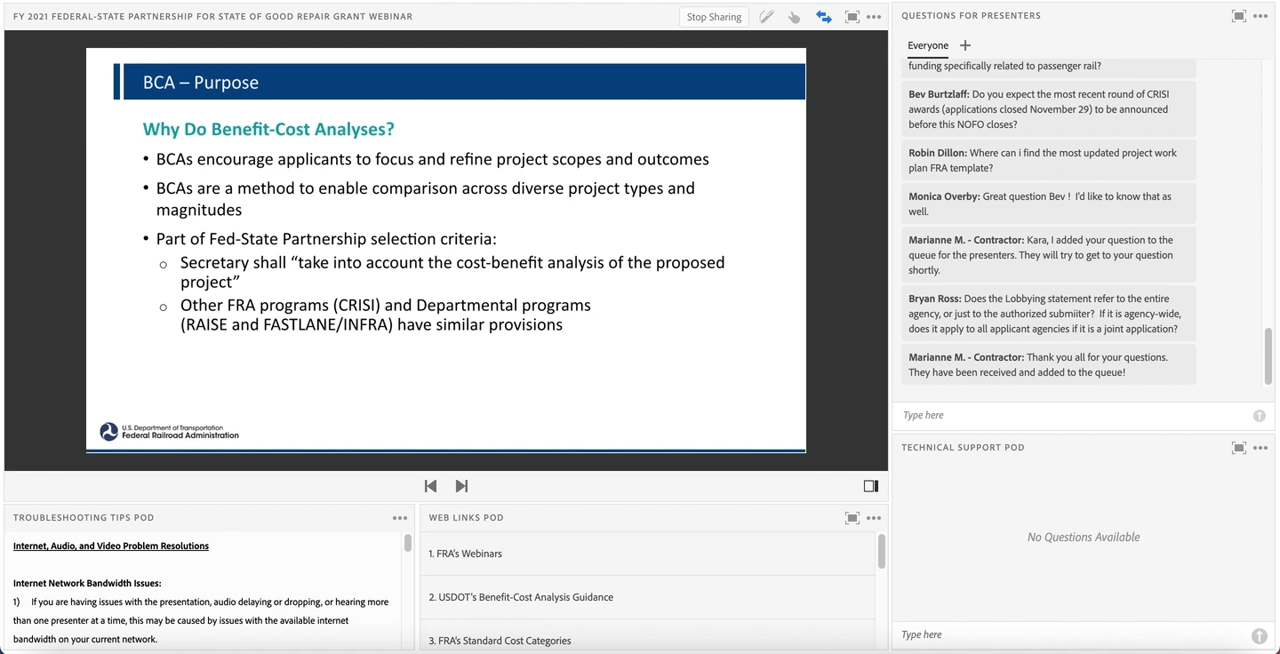 FY 2021 FEDERAL-STATE PARTNERSHIP FOR STATE OF GOOD REPAIR GRANT WEBINAR
Stop Sharing
BCA – Purpose
Why Do Benefit-Cost Analyses?
• BCAs encourage applicants to focus and refine project scopes and outcomes
• BCAs are a method to enable comparison across diverse project types and
magnitudes
• Part of Fed-State Partnership selection criteria:
o Secretary shall “take into account the cost-benefit analysis of the proposed
project”
o Other FRA programs (CRISI) and Departmental programs
(RAISE and FASTLANE/INFRA) have similar provisions
U.S. Department of Transportation
Federal Railroad Administration
QUESTIONS FOR PRESENTERS
Everyone
funding specifically related to passenger rail?
Bev Burtzlaff: Do you expect the most recent round of CRISI
awards (applications closed November 29) to be announced
before this NOFO closes?
Robin Dillon: Where can i find the most updated project work
plan FRA template?
Monica Overby: Great question Bev ! I'd like to know that as
well.
Marianne M. - Contractor: Kara, I added your question to the
queue for the presenters. They will try to get to your question
shortly.
Bryan Ross: Does the Lobbying statement refer to the entire
agency, or just to the authorized submiiter? If it is agency-wide,
does it apply to all applicant agencies if it is a joint application?
Marianne M. - Contractor: Thank you all for your questions.
They have been received and added to the queue!
Type here
TECHNICAL SUPPORT POD
No Questions Available
Type here
TROUBLESHOOTING TIPS POD
Internet, Audio, and Video Problem Resolutions
Internet Network Bandwidth Issues:
1) If you are having issues with the presentation, audio delaying or dropping, or hearing more
than one presenter at a time, this may be caused by issues with the available internet
bandwidth on your current network.
WEB LINKS POD
1. FRA's Webinars
2. USDOT's Benefit-Cost Analysis Guidance
3. FRA's Standard Cost Categories